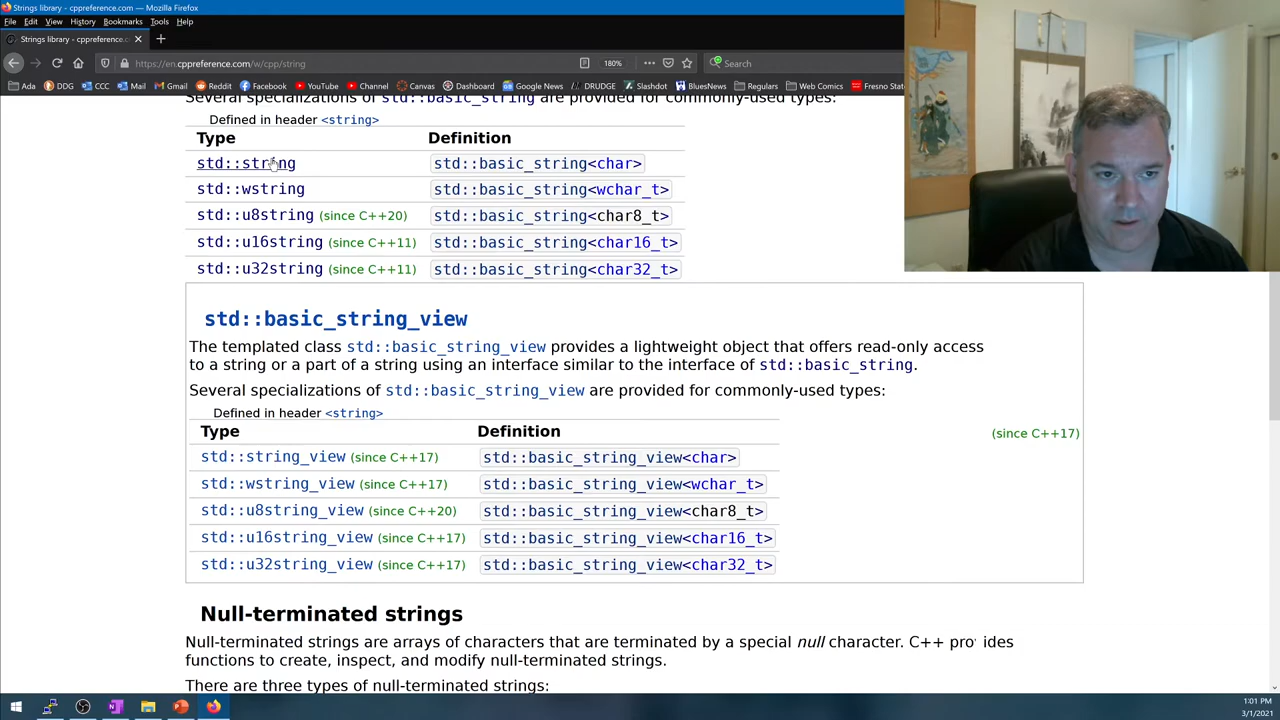 Strings library - cppreference.com — Mozilla Firefox
File Edit View History Bookmarks Tools Help
Strings library - cppreference.com
https://en.cppreference.com/w/cpp/string 180% Search
Ada DDG CCC Mail Gmail Reddit Facebook YouTube Channel Canvas Dashboard Google News DRUDGE Slashdot BluesNews Regulars Web Comics Fresno State
Several specializations of std::basic_string are provided for commonly-used types:
Defined in header <string>
Type Definition
std::string std::basic_string<char>
std::wstring std::basic_string<wchar_t>
std::u8string (since C++20) std::basic_string<char8_t>
std::u16string (since C++11) std::basic_string<char16_t>
std::u32string (since C++11) std::basic_string<char32_t>
std::basic_string_view
The templated class std::basic_string_view provides a lightweight object that offers read-only access
to a string or a part of a string using an interface similar to the interface of std::basic_string.
Several specializations of std::basic_string_view are provided for commonly-used types:
Defined in header <string>
Type Definition
(since C++17)
std::string_view (since C++17) std::basic_string_view<char>
std::wstring_view (since C++17) std::basic_string_view<wchar_t>
std::u8string_view (since C++20) std::basic_string_view<char8_t>
std::u16string_view (since C++17) std::basic_string_view<char16_t>
std::u32string_view (since C++17) std::basic_string_view<char32_t>
Null-terminated strings
Null-terminated strings are arrays of characters that are terminated by a special null character. C++ provides
functions to create, inspect, and modify null-terminated strings.
There are three types of null-terminated strings:
1:01 PM
3/1/2021